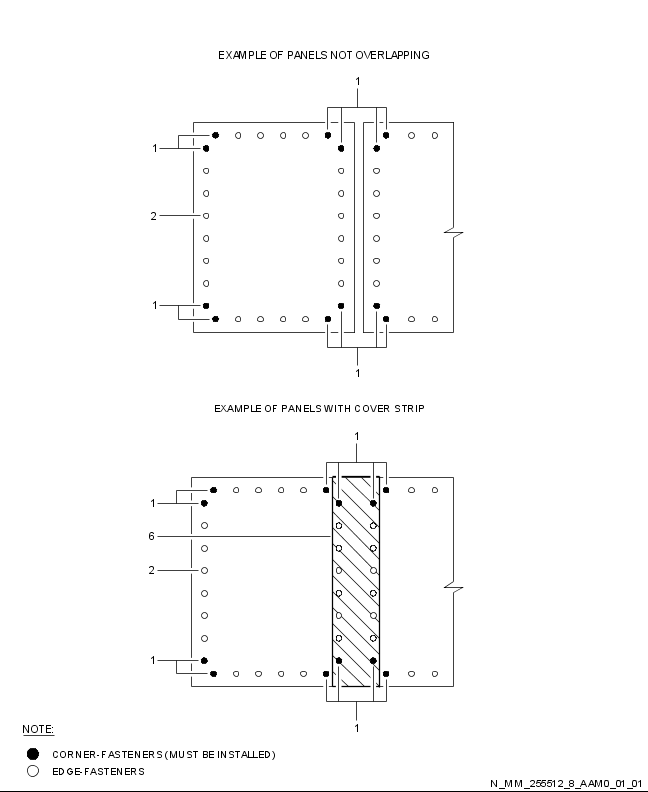 EXAMPLE OF PANELS NOT OVERLAPPING
1
1
2
1
1
EXAMPLE OF PANELS WITH COVER STRIP
1
1
6
2
1
1
NOTE:
CORNER-FASTENERS (MUST BE INSTALLED)
EDGE-FASTENERS
N_MM_255512_8_AAM0_01_01